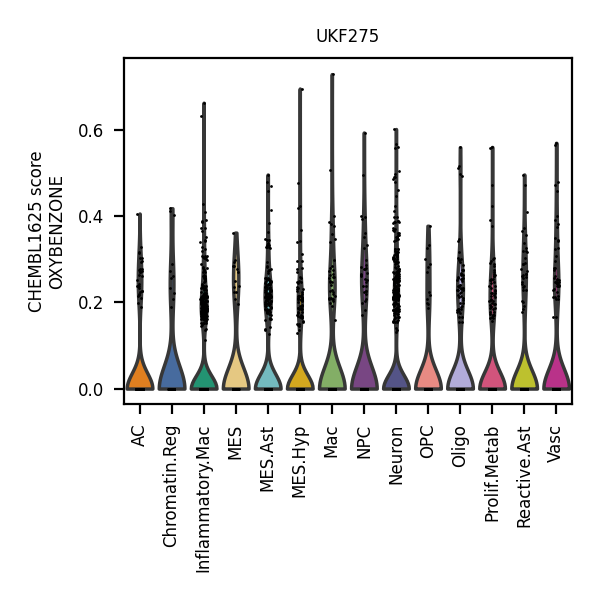 UKF275
CHEMBL1625 score
OXYBENZONE
0.6
0.4
0.2
0.0
AC
Chromatin.Reg
Inflammatory.Mac
MES
MES.Ast
MES.Hyp
Mac
NPC
Neuron
OPC
Oligo
Prolif.Metab
Reactive.Ast
Vasc